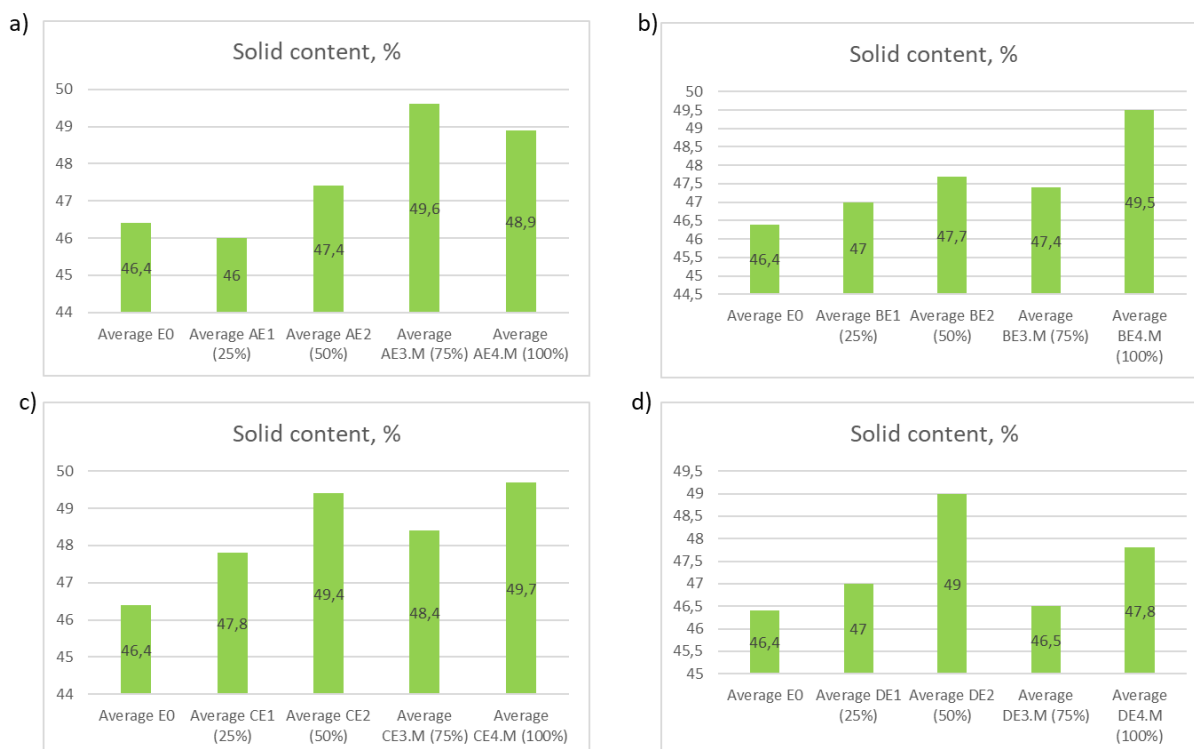 a)
Solid content, %
50
49
48
47
46
45
44
46,4
46
47,4
49,6
48,9
Average E0
Average AE1
(25%)
Average AE2
(50%)
Average
AE3.M (75%)
Average
AE4.M (100%)
b)
Solid content, %
50
49,5
49
48,5
48
47,5
47
46,5
46
45,5
45
44,5
46,4
47
47,7
47,4
49,5
Average E0
Average BE1
(25%)
Average BE2
(50%)
Average
BE3.M (75%)
Average
BE4.M
(100%)
c)
Solid content, %
50
49
48
47
46
45
44
46,4
47,8
49,4
48,4
49,7
Average E0
Average CE1
(25%)
Average CE2
(50%)
Average
CE3.M (75%)
Average
CE4.M (100%)
d)
Solid content, %
49,5
49
48,5
48
47,5
47
46,5
46
45,5
45
46,4
47
49
46,5
47,8
Average E0
Average DE1
(25%)
Average DE2
(50%)
Average
DE3.M (75%)
Average
DE4.M
(100%)